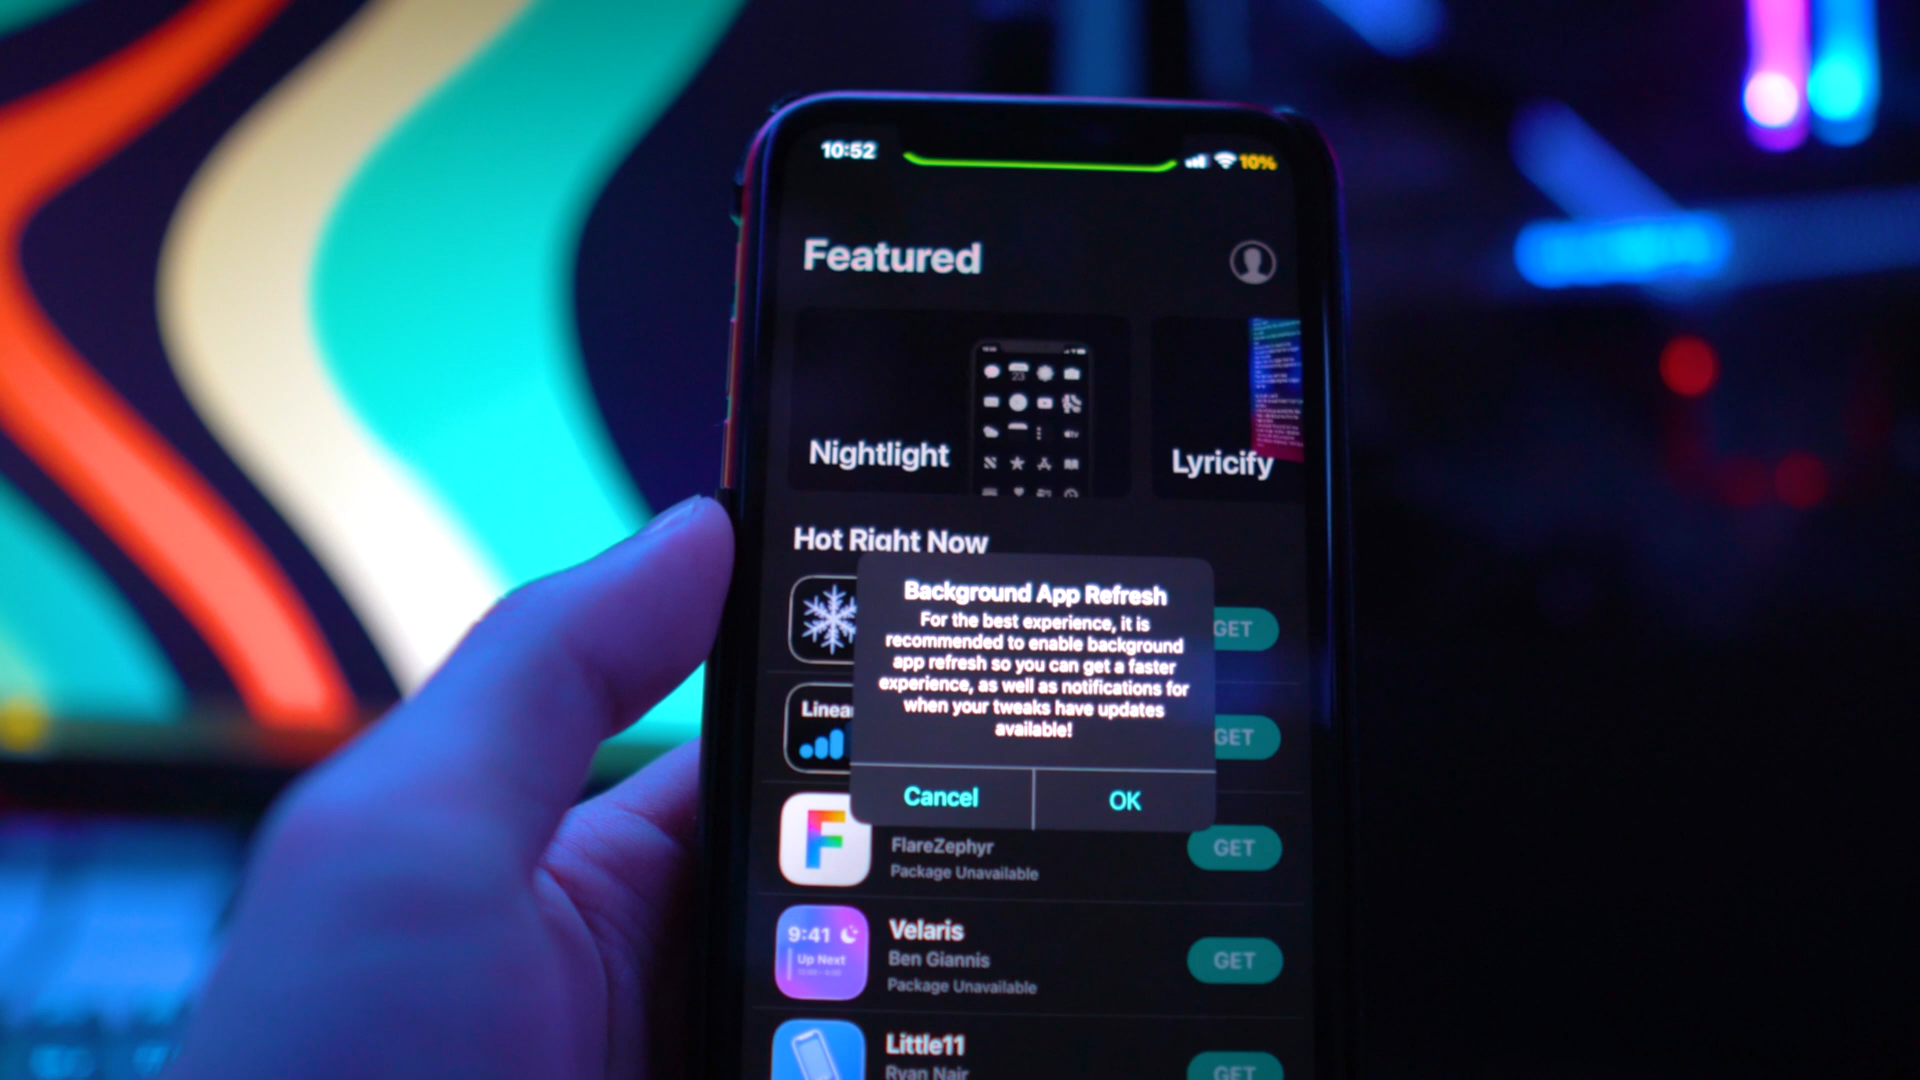 10:52
10%
Featured
Nightlight
Lyricify
Hot Right Now
GET
Background App Refresh
For the best experience, it is
recommended to enable background
app refresh so you can get a faster
experience, as well as notifications for
when your tweaks have updates
available!
Linea
GET
Cancel
OK
F
FlareZephyr
Package Unavailable
GET
9:41
Up Next
Velaris
Ben Giannis
Package Unavailable
GET
Little11
Ryan Nair
GET